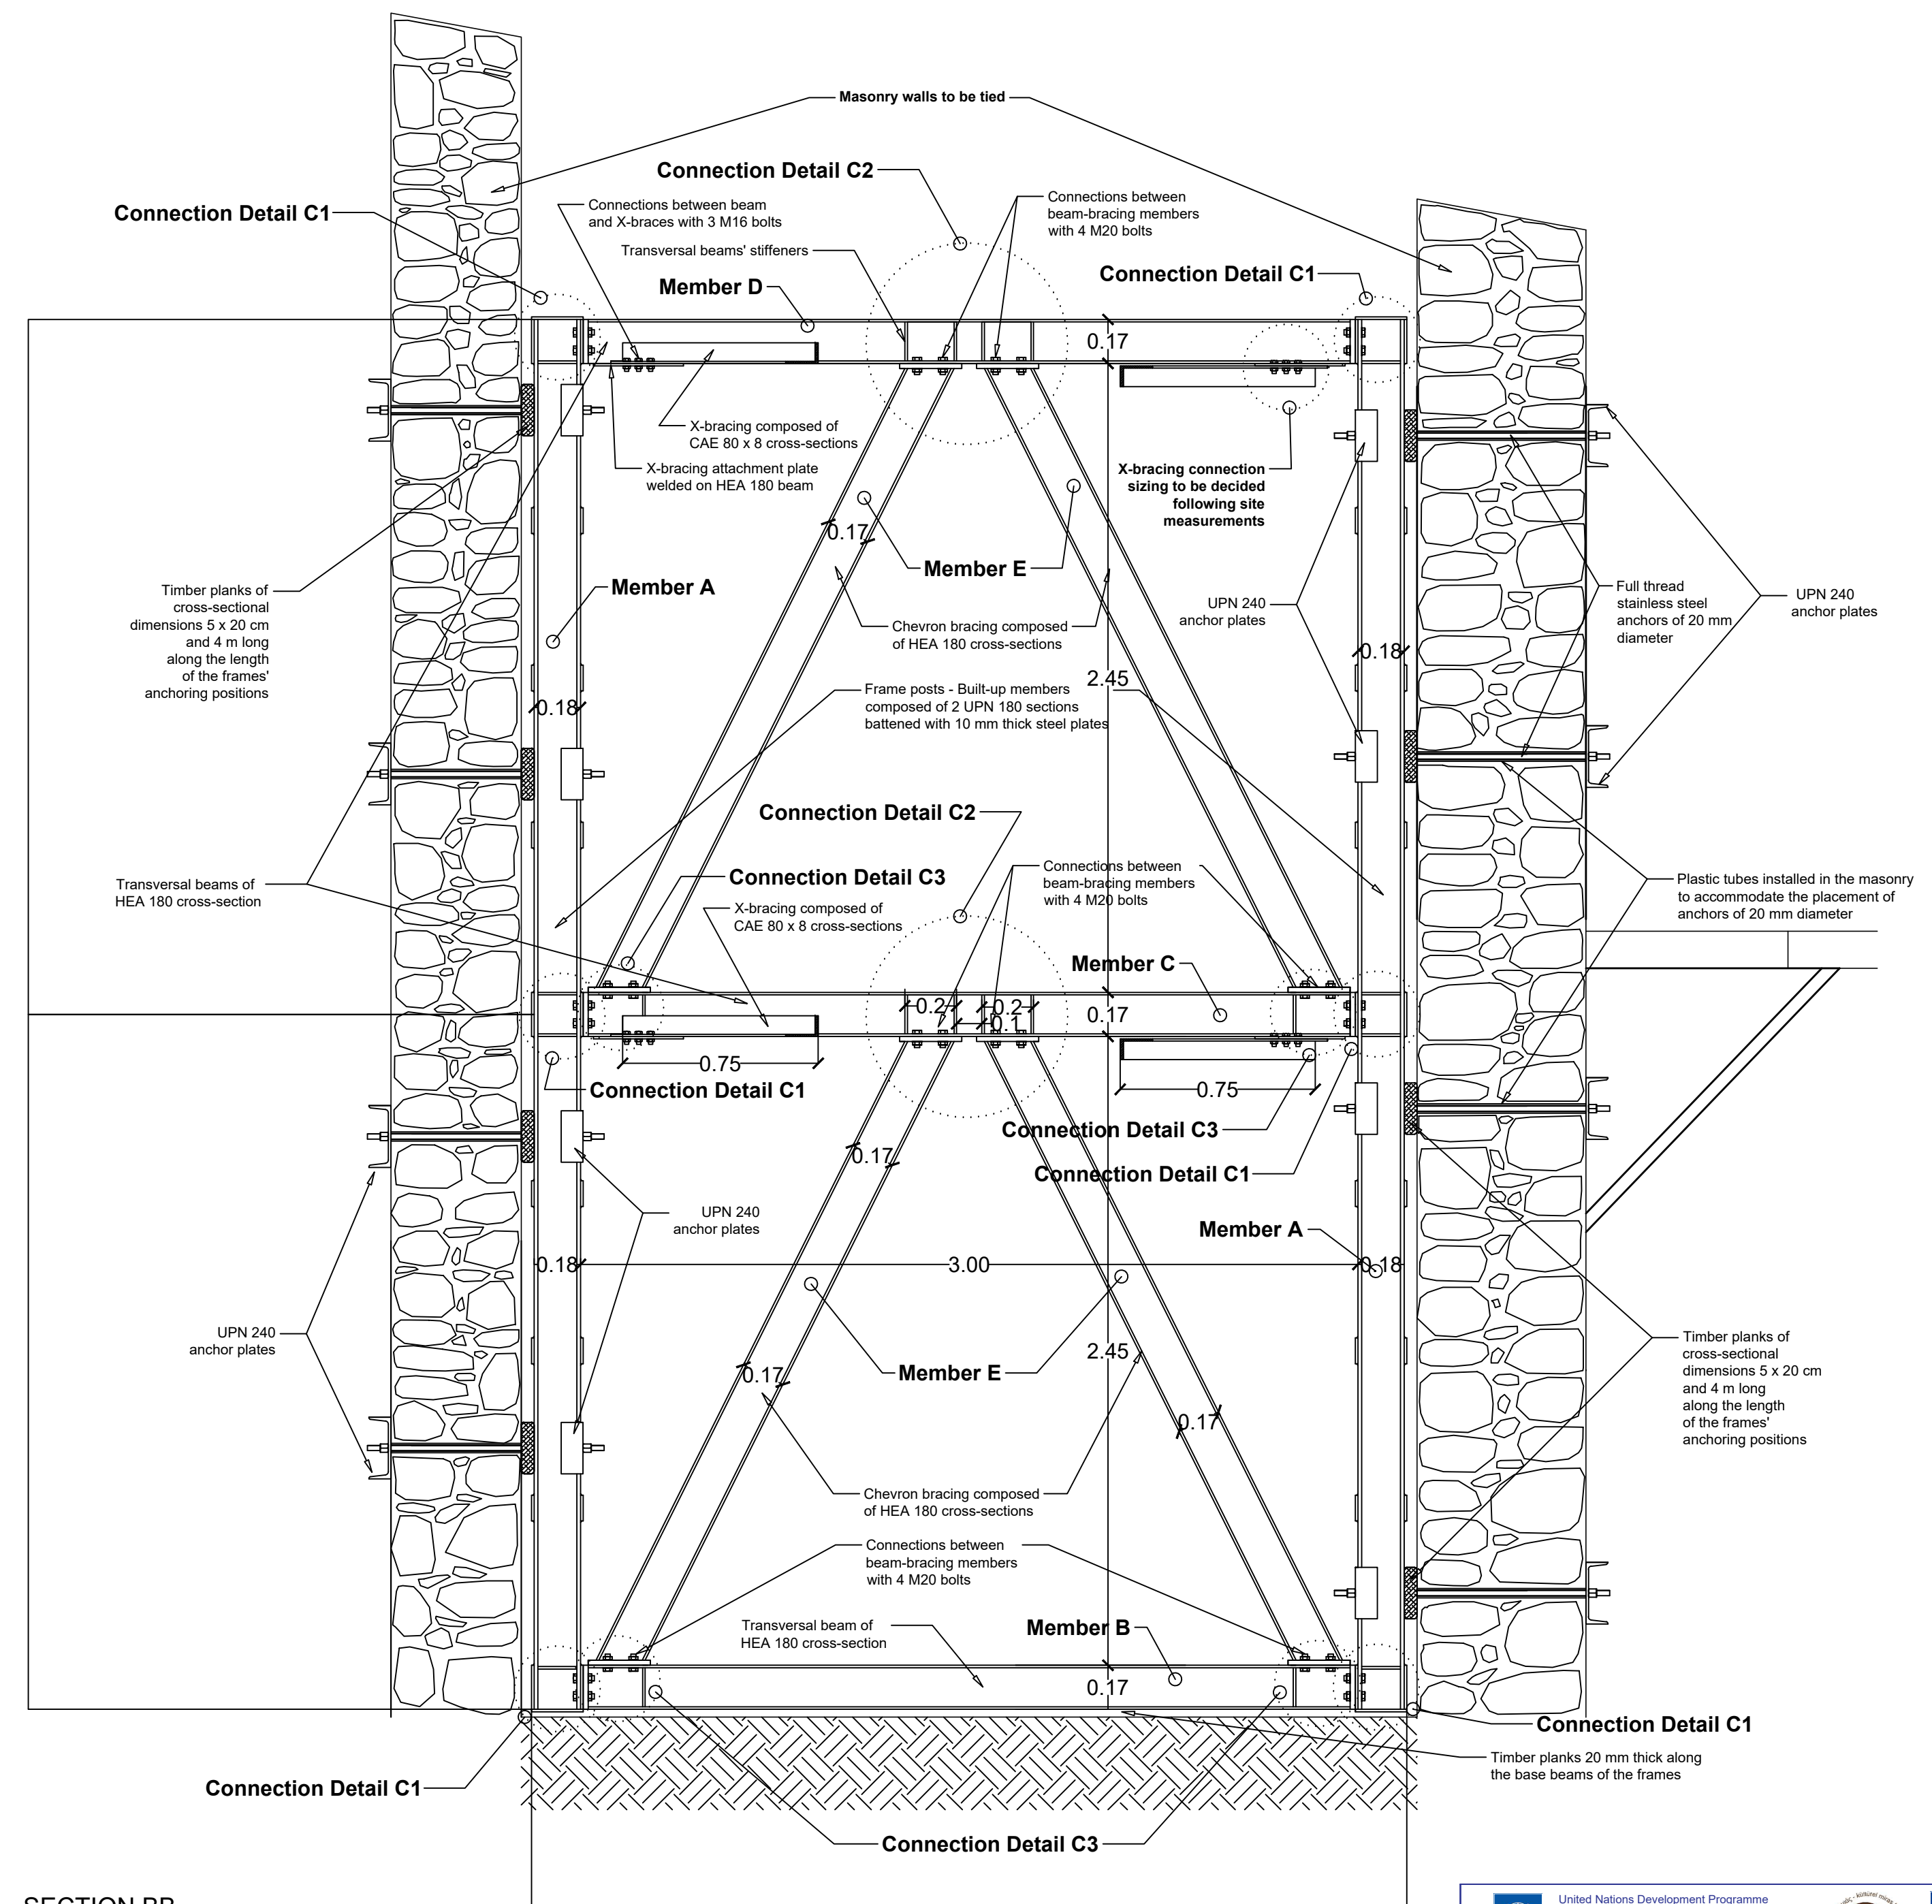 Masonry walls to be tied
Connection Detail C2
Connection Detail C1
Connections between beam
and X-braces with 3 M16 bolts
Connections between
beam-bracing members
with 4 M20 bolts
Transversal beams' stiffeners
Connection Detail C1
Member D
0.17
X-bracing composed of
CAE 80 x 8 cross-sections
X-bracing attachment plate
welded on HEA 180 beam
X-bracing connection
sizing to be decided
following site
measurements
0.17
Member E
Member A
Timber planks of
cross-sectional
dimensions 5 x 20 cm
and 4 m long
along the length
of the frames'
anchoring positions
UPN 240
anchor plates
Full thread
stainless steel
anchors of 20 mm
diameter
UPN 240
anchor plates
Chevron bracing composed
of HEA 180 cross-sections
0.18
2.45
Frame posts - Built-up members
composed of 2 UPN 180 sections
battened with 10 mm thick steel plates
0.18
Connection Detail C2
Connection Detail C3
Connections between
beam-bracing members
with 4 M20 bolts
Transversal beams of
HEA 180 cross-section
X-bracing composed of
CAE 80 x 8 cross-sections
Plastic tubes installed in the masonry
to accommodate the placement of
anchors of 20 mm diameter
Member C
0.2
0.2
0.1
0.17
0.75
0.75
Connection Detail C1
Connection Detail C3
0.17
Connection Detail C1
UPN 240
anchor plates
Member A
0.18
3.00
0.18
UPN 240
anchor plates
2.45
Member E
0.17
0.17
Timber planks of
cross-sectional
dimensions 5 x 20 cm
and 4 m long
along the length
of the frames'
anchoring positions
Chevron bracing composed
of HEA 180 cross-sections
Connections between
beam-bracing members
with 4 M20 bolts
Transversal beam of
HEA 180 cross-section
Member B
0.17
Connection Detail C1
Timber planks 20 mm thick along
the base beams of the frames
Connection Detail C1
Connection Detail C3
SECTION BB
United Nations Development Programme